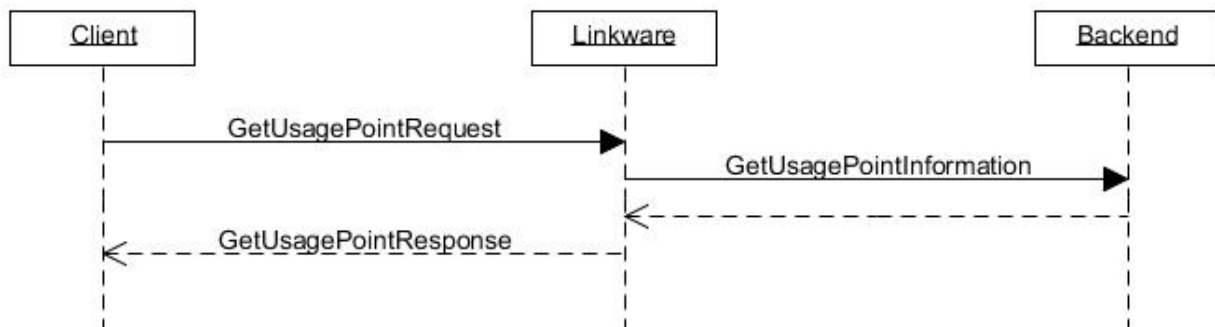 Client
Linkware
Backend
GetUsagePointRequest
GetUsagePointInformation
GetUsagePointResponse